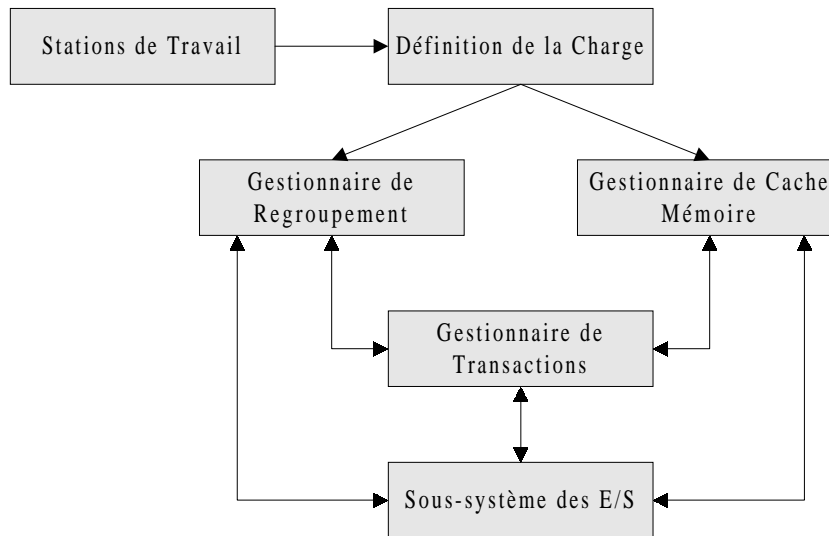 Stations de Travail
Définition de la Charge
Gestionnaire de
Regroupement
Gestionnaire de Cache
Mémoire
Gestionnaire de
Transactions
Sous-système des E/S